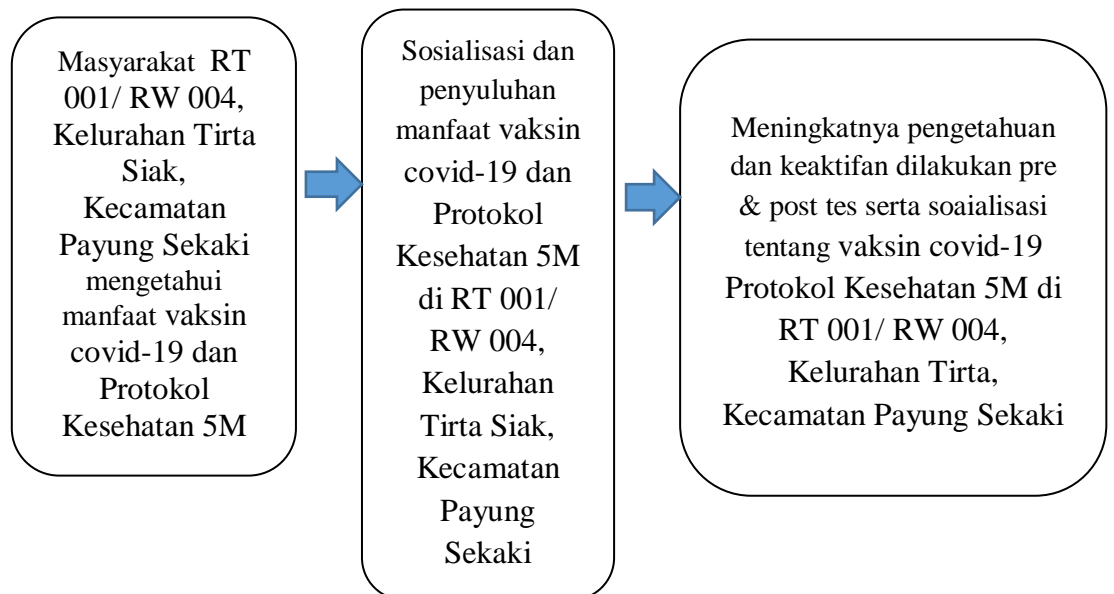 Masyarakat RT
001/ RW 004,
Kelurahan Tirta
Siak,
Kecamatan
Payung Sekaki
mengetahui
manfaat vaksin
covid-19 dan
Protokol
Kesehatan 5M
Sosialisasi dan
penyuluhan
manfaat vaksin
covid-19 dan
Protokol
Kesehatan 5M
di RT 001/
RW 004,
Kelurahan
Tirta Siak,
Kecamatan
Payung
Sekaki
Meningkatnya pengetahuan
dan keaktifan dilakukan pre
& post tes serta soaialisasi
tentang vaksin covid-19
Protokol Kesehatan 5M di
RT 001/ RW 004,
Kelurahan Tirta,
Kecamatan Payung Sekaki